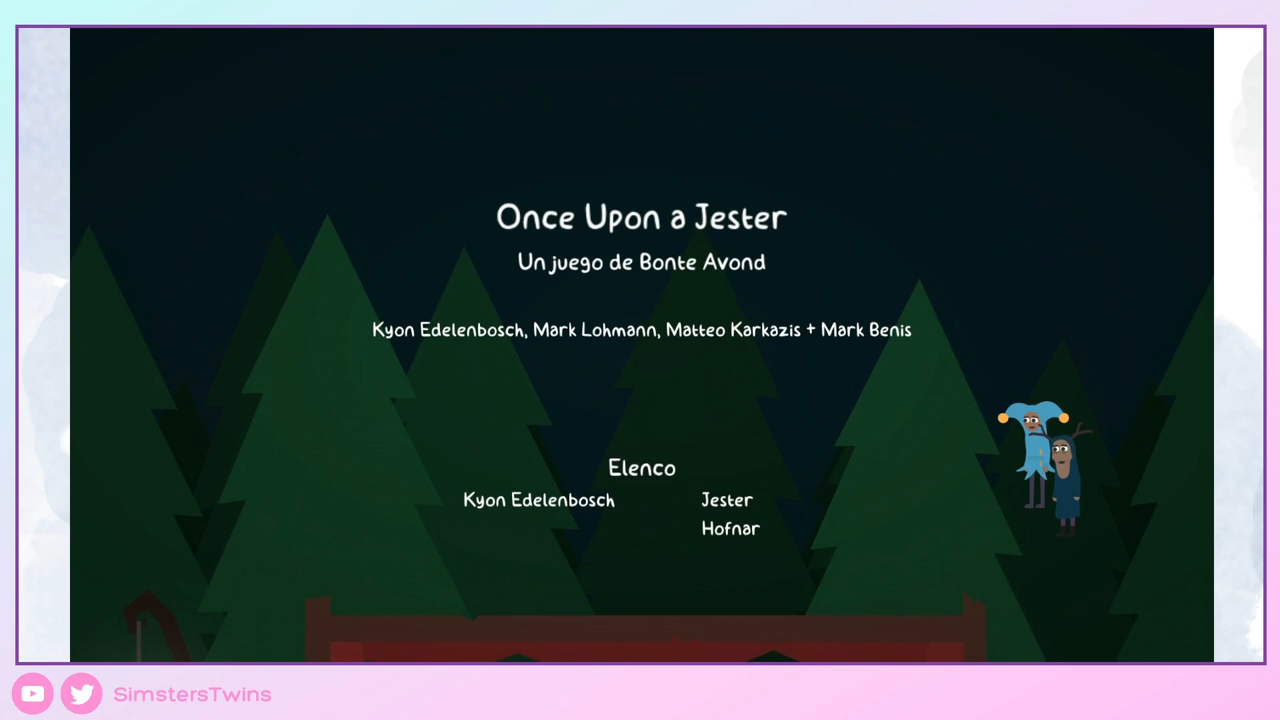 Once Upon a Jester
Un juego de Bonte Avond
Kyon Edelenbosch, Mark Lohmann, Matteo Karkazis + Mark Benis
Elenco
Kyon Edelenbosch Jester
Hofnar
SimstersTwins